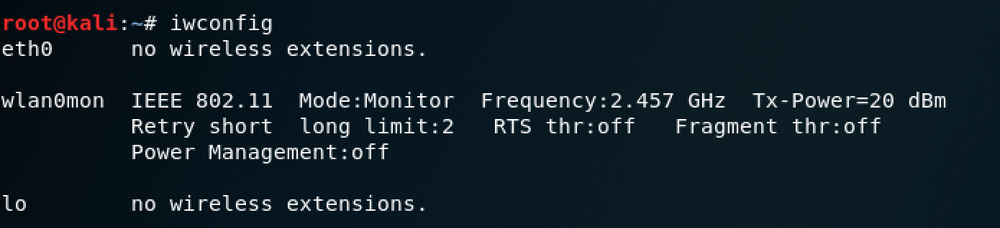 root@kali:~# iwconfig
eth0      no wireless extensions.
wlan0mon  IEEE 802.11  Mode:Monitor  Frequency:2.457 GHz  Tx-Power=20 dBm
          Retry short  long limit:2   RTS thr:off   Fragment thr:off
          Power Management:off
lo        no wireless extensions.